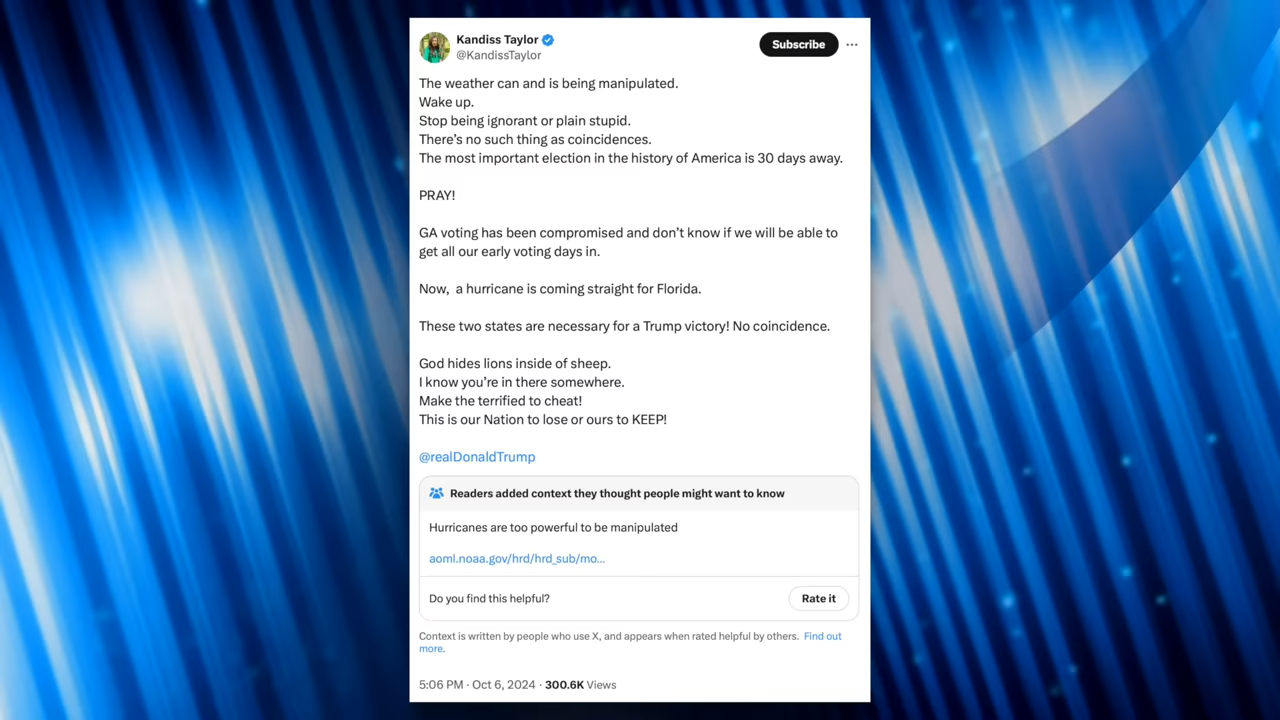 Kandiss Taylor
@KandissTaylor
Subscribe
The weather can and is being manipulated.
Wake up.
Stop being ignorant or plain stupid.
There's no such thing as coincidences.
The most important election in the history of America is 30 days away.
PRAY!
GA voting has been compromised and don't know if we will be able to
get all our early voting days in.
Now,  a hurricane is coming straight for Florida.
These two states are necessary for a Trump victory! No coincidence.
God hides lions inside of sheep.
I know you're in there somewhere.
Make the terrified to cheat!
This is our Nation to lose or ours to KEEP!
@realDonaldTrump
Readers added context they thought people might want to know
Hurricanes are too powerful to be manipulated
aoml.noaa.gov/hrd/hrd_sub/mo...
Do you find this helpful?
Rate it
Context is written by people who use X, and appears when rated helpful by others. Find out
more.
5:06 PM · Oct 6, 2024 · 300.6K Views